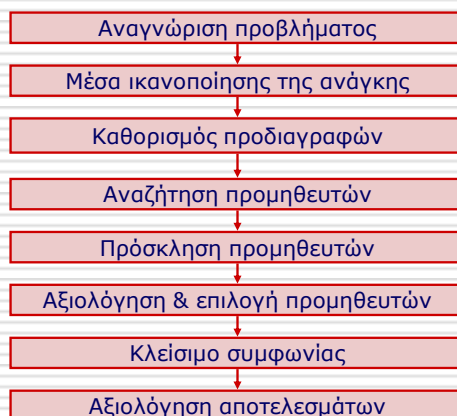 Αναγνώριση προβλήματος
Μέσα ικανοποίησης της ανάγκης
Καθορισμός προδιαγραφών
Αναζήτηση προμηθευτών
Πρόσκληση προμηθευτών
Αξιολόγηση & επιλογή προμηθευτών
Κλείσιμο συμφωνίας
Αξιολόγηση αποτελεσμάτων